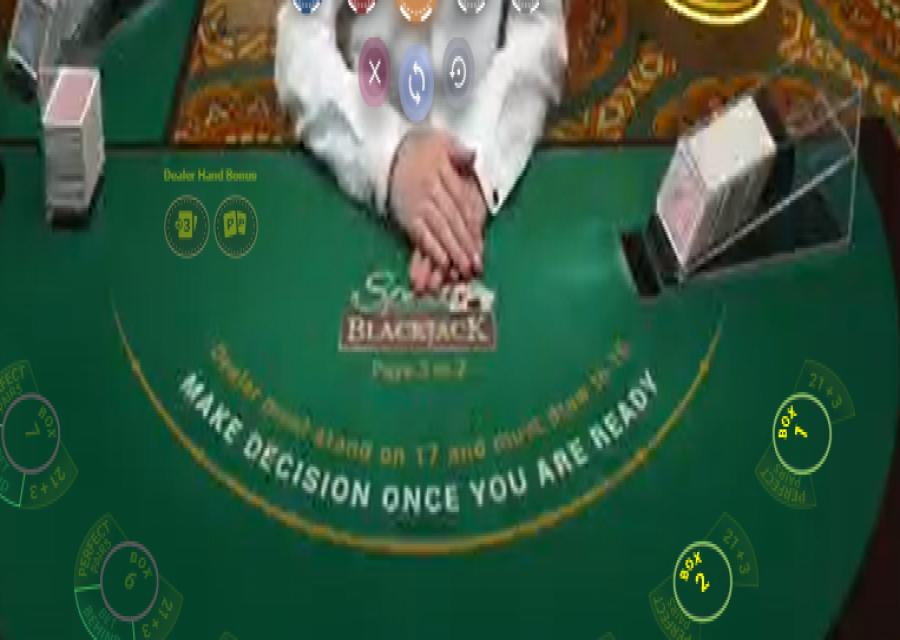 Dealer Hand Bonus
BLACKJACK
Pays 3 to 2
Dealer must stand on 17 and must draw to 16
MAKE DECISION ONCE YOU ARE READY
PERFECT
BOX
7
21+3
PERFECT
PAIRS
BOX
6
21+3
21+3
BOX
1
PERFECT
PAIRS
21+3
BOX
2
PERFECT
PAIRS